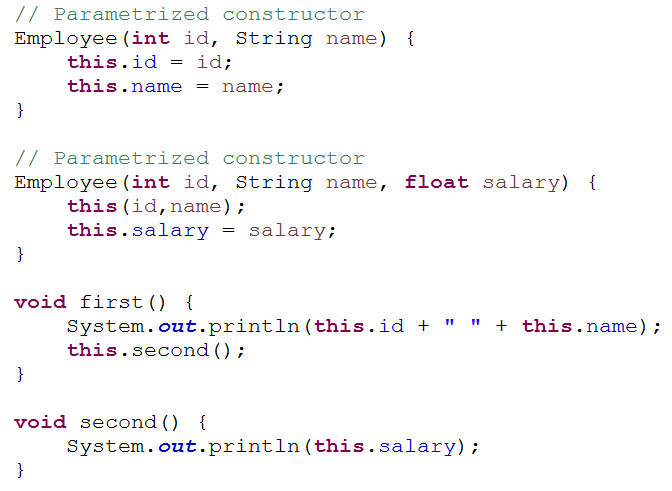 // Parametrized constructor
Employee(int id, String name) {
    this.id = id;
    this.name = name;
}

// Parametrized constructor
Employee(int id, String name, float salary) {
    this(id,name);
    this.salary = salary;
}

void first() {
    System.out.println(this.id + " " + this.name);
    this.second();
}

void second() {
    System.out.println(this.salary);
}